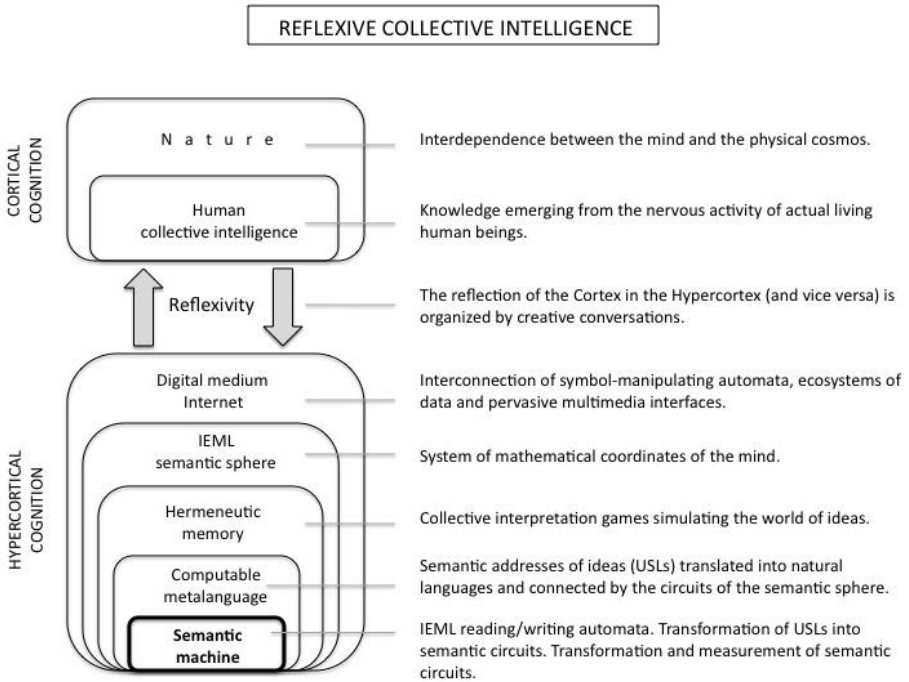 REFLEXIVE COLLECTIVE INTELLIGENCE
CORTICAL
COGNITION
N a t u r e
Interdependence between the mind and the physical cosmos.
Human
collective intelligence
Knowledge emerging from the nervous activity of actual living
human beings.
Reflexivity
The reflection of the Cortex in the Hypercortex (and vice versa) is
organized by creative conversations.
HYPERCORTICAL
COGNITION
Digital medium
Internet
Interconnection of symbol-manipulating automata, ecosystems of
data and pervasive multimedia interfaces.
IEML
semantic sphere
System of mathematical coordinates of the mind.
Hermeneutic
memory
Collective interpretation games simulating the world of ideas.
Computable
metalanguage
Semantic addresses of ideas (USLs) translated into natural
languages and connected by the circuits of the semantic sphere.
Semantic
machine
IEML reading/writing automata. Transformation of USLs into
semantic circuits. Transformation and measurement of semantic
circuits.